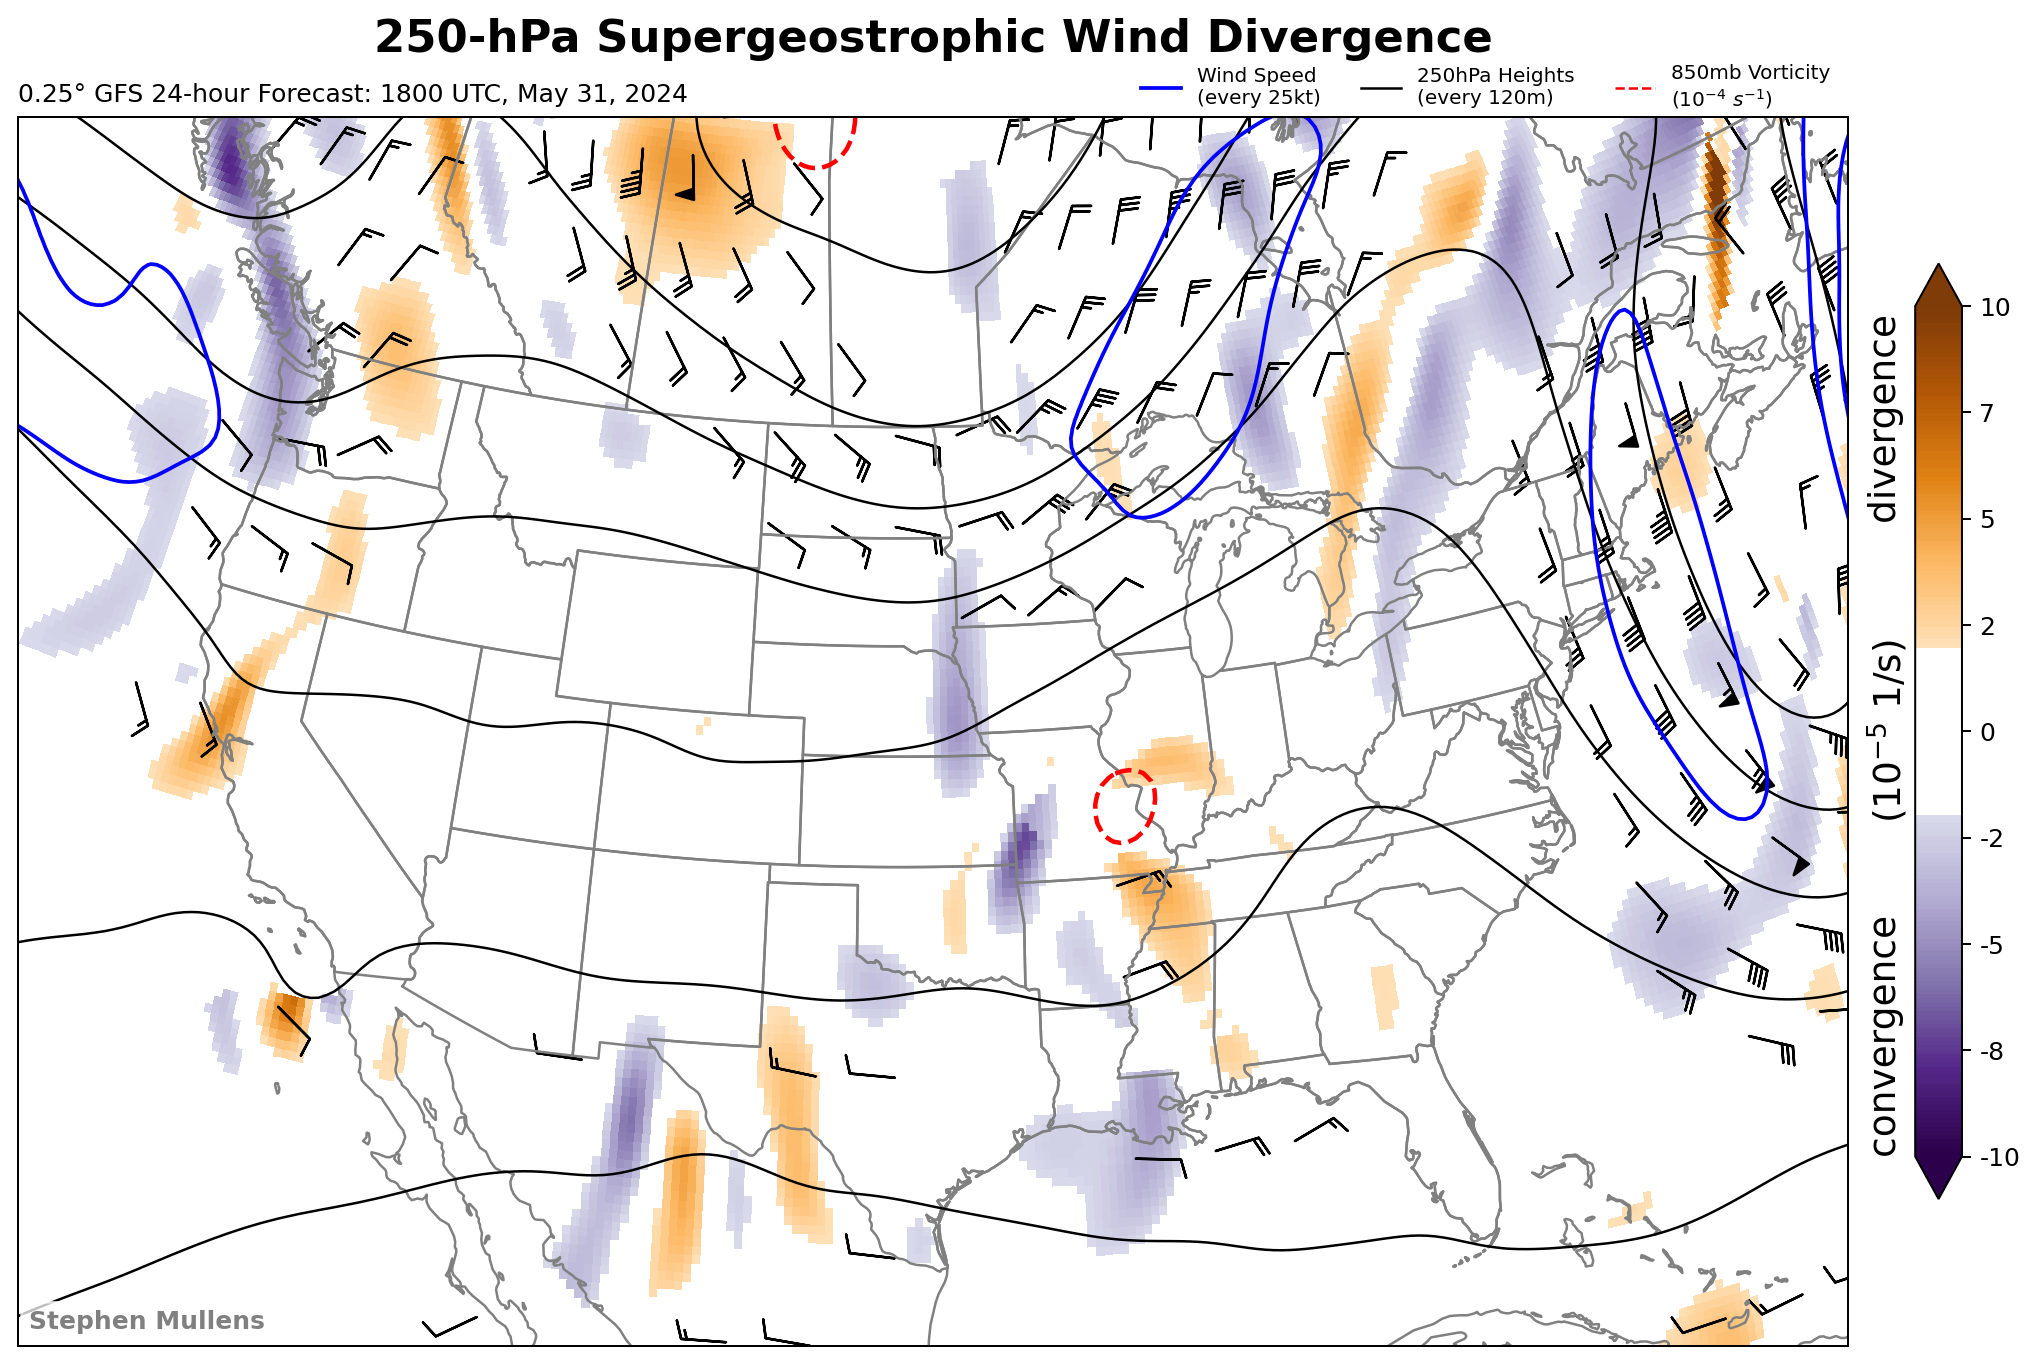 250-hPa Supergeostrophic Wind Divergence
0.25° GFS 24-hour Forecast: 1800 UTC, May 31, 2024
Wind Speed
(every 25kt)
250hPa Heights
(every 120m)
850mb Vorticity
(10⁻⁴ s⁻¹)
10
7
5
2
0
-2
-5
-8
-10
convergence (10⁻⁵ 1/s) divergence
Stephen Mullens